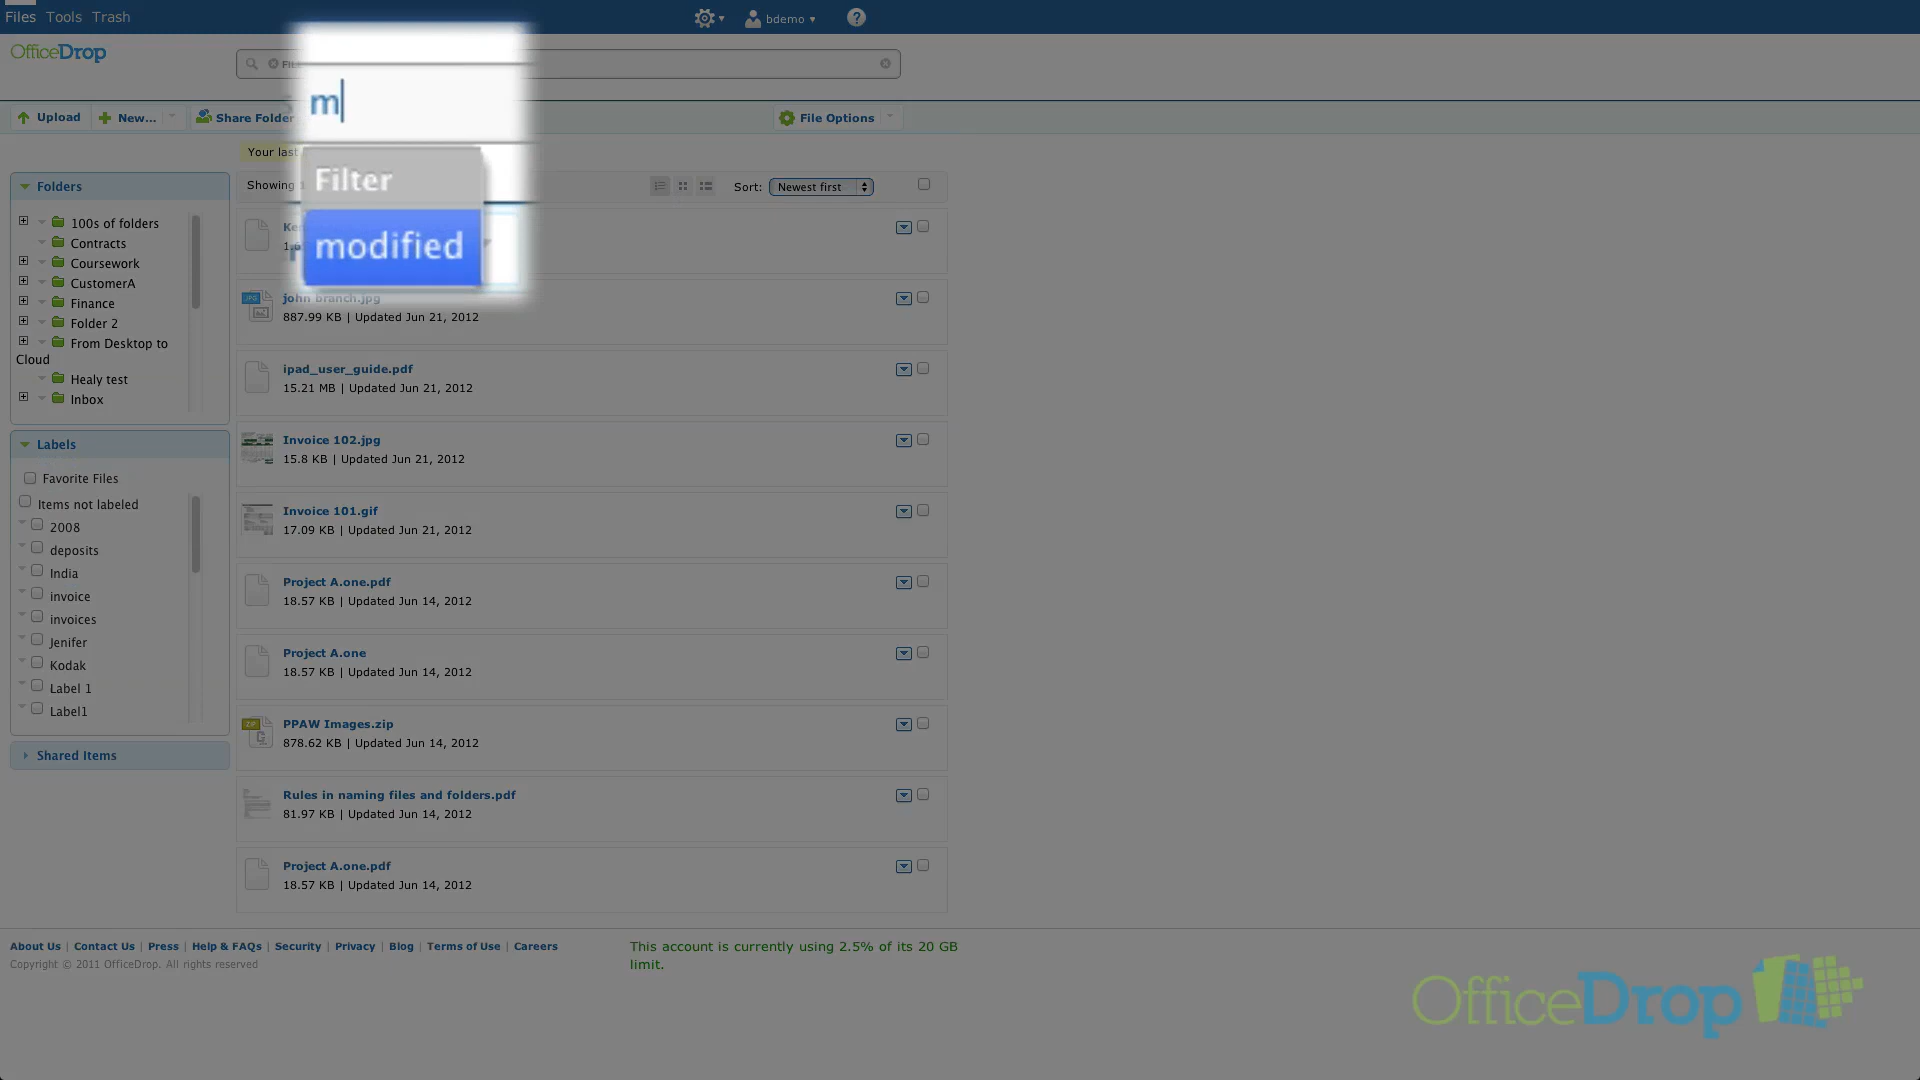 Files Tools Trash
bdemo
?
OfficeDrop
m
Upload
New...
Share Folder
File Options
Your last
Filter
modified
Folders
Showing
Sort: Newest first
100s of folders
Contracts
Coursework
CustomerA
Finance
Folder 2
From Desktop to
Cloud
Healy test
Inbox
john branch.jpg
887.99 KB | Updated Jun 21, 2012
ipad_user_guide.pdf
15.21 MB | Updated Jun 21, 2012
Invoice 102.jpg
15.8 KB | Updated Jun 21, 2012
Invoice 101.gif
17.09 KB | Updated Jun 21, 2012
Project A.one.pdf
18.57 KB | Updated Jun 14, 2012
Project A.one
18.57 KB | Updated Jun 14, 2012
PPAW Images.zip
878.62 KB | Updated Jun 14, 2012
Rules in naming files and folders.pdf
81.97 KB | Updated Jun 14, 2012
Project A.one.pdf
18.57 KB | Updated Jun 14, 2012
JPG
ZIP
Labels
Favorite Files
Items not labeled
2008
deposits
India
invoice
invoices
Jenifer
Kodak
Label 1
Label1
Shared Items
About Us | Contact Us | Press | Help & FAQs | Security | Privacy | Blog | Terms of Use | Careers
Copyright © 2011 OfficeDrop. All rights reserved
This account is currently using 2.5% of its 20 GB
limit.
OfficeDrop